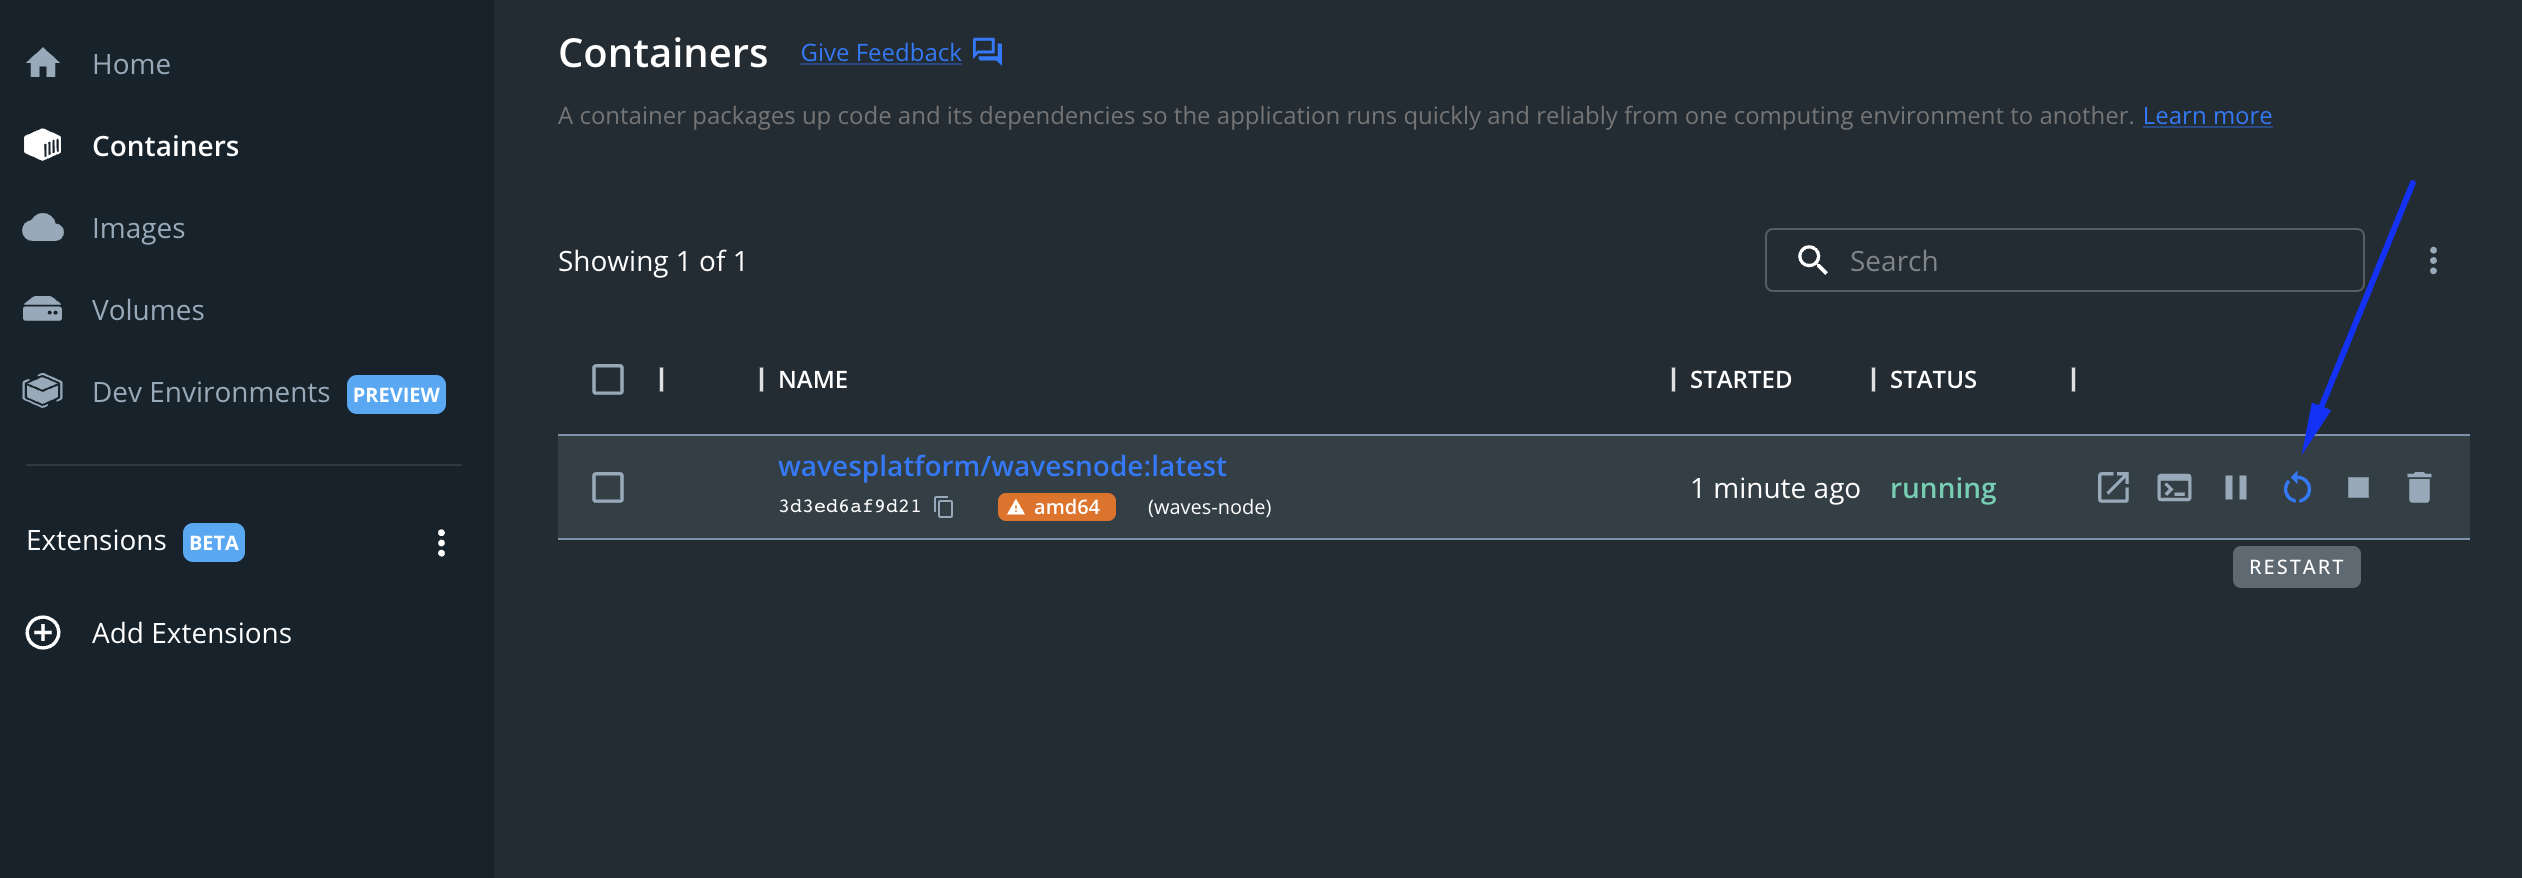 Home
Containers
Images
Volumes
Dev Environments PREVIEW
Extensions BETA
Add Extensions
Containers Give Feedback
A container packages up code and its dependencies so the application runs quickly and reliably from one computing environment to another. Learn more
Showing 1 of 1
Search
NAME STARTED STATUS
wavesplatform/wavesnode:latest
3d3ed6af9d21 amd64 (waves-node)
1 minute ago running
RESTART